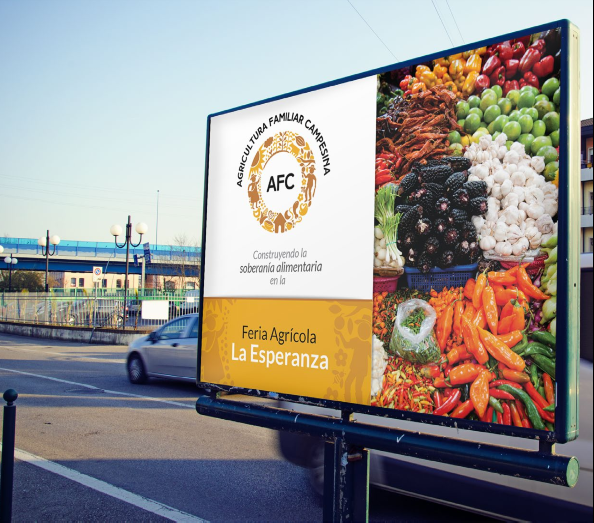 AGRICULTURA FAMILIAR CAMPESINA
AFC
Construyendo la
soberanía alimentaria
en la
Feria Agrícola
La Esperanza